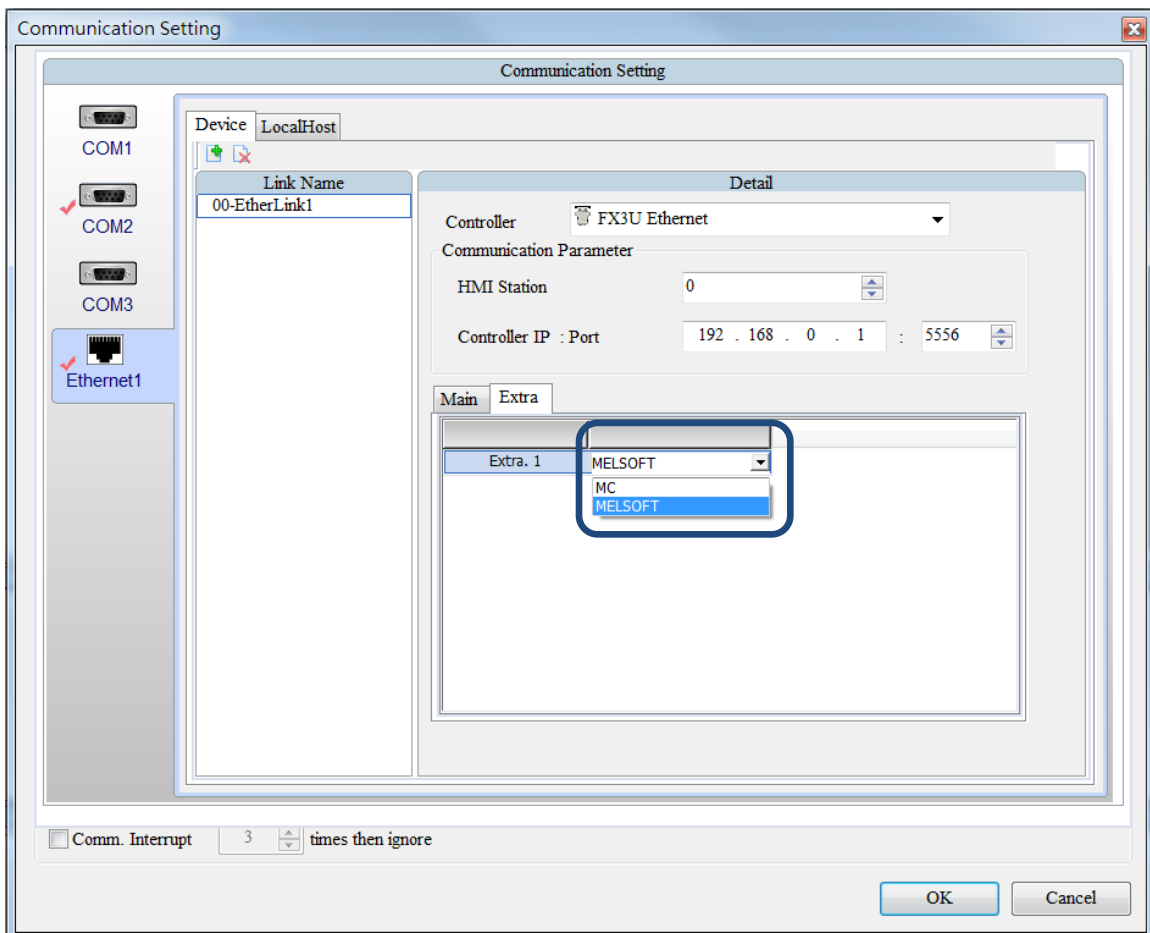 Communication Setting
Communication Setting
COM1
COM2
COM3
Ethernet1
Device LocalHost
Link Name
00-EtherLink1
Detail
Controller FX3U Ethernet
Communication Parameter
HMI Station 0
Controller IP : Port 192 . 168 . 0 . 1 : 5556
Main Extra
Extra. 1 MELSOFT
MC
MELSOFT
Comm. Interrupt 3 times then ignore
OK Cancel